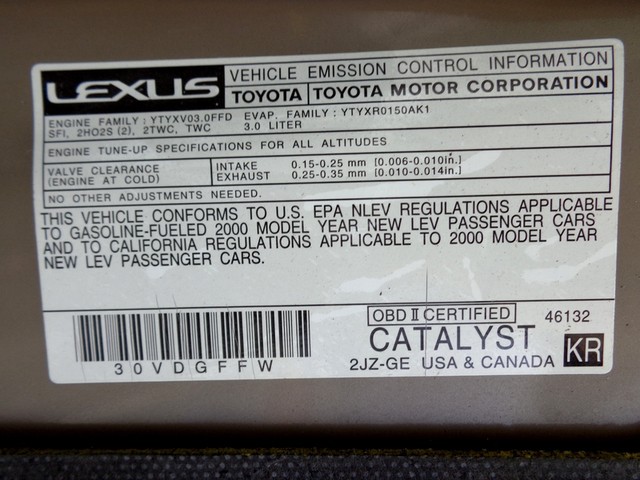 LEXUS VEHICLE EMISSION CONTROL INFORMATION
TOYOTA TOYOTA MOTOR CORPORATION
ENGINE FAMILY : YTYXV03.0FFD EVAP. FAMILY : YTYXR0150AK1
SFI, 2HO2S (2), 2TWC, TWC 3.0 LITER
ENGINE TUNE-UP SPECIFICATIONS FOR ALL ALTITUDES
VALVE CLEARANCE INTAKE 0.15-0.25 mm [0.006-0.010in.]
(ENGINE AT COLD) EXHAUST 0.25-0.35 mm [0.010-0.014in.]
NO OTHER ADJUSTMENTS NEEDED.
THIS VEHICLE CONFORMS TO U.S. EPA NLEV REGULATIONS APPLICABLE
TO GASOLINE-FUELED 2000 MODEL YEAR NEW LEV PASSENGER CARS
AND TO CALIFORNIA REGULATIONS APPLICABLE TO 2000 MODEL YEAR
NEW LEV PASSENGER CARS.
OBD II CERTIFIED 46132
CATALYST
2JZ-GE USA & CANADA KR
30VDGFFW